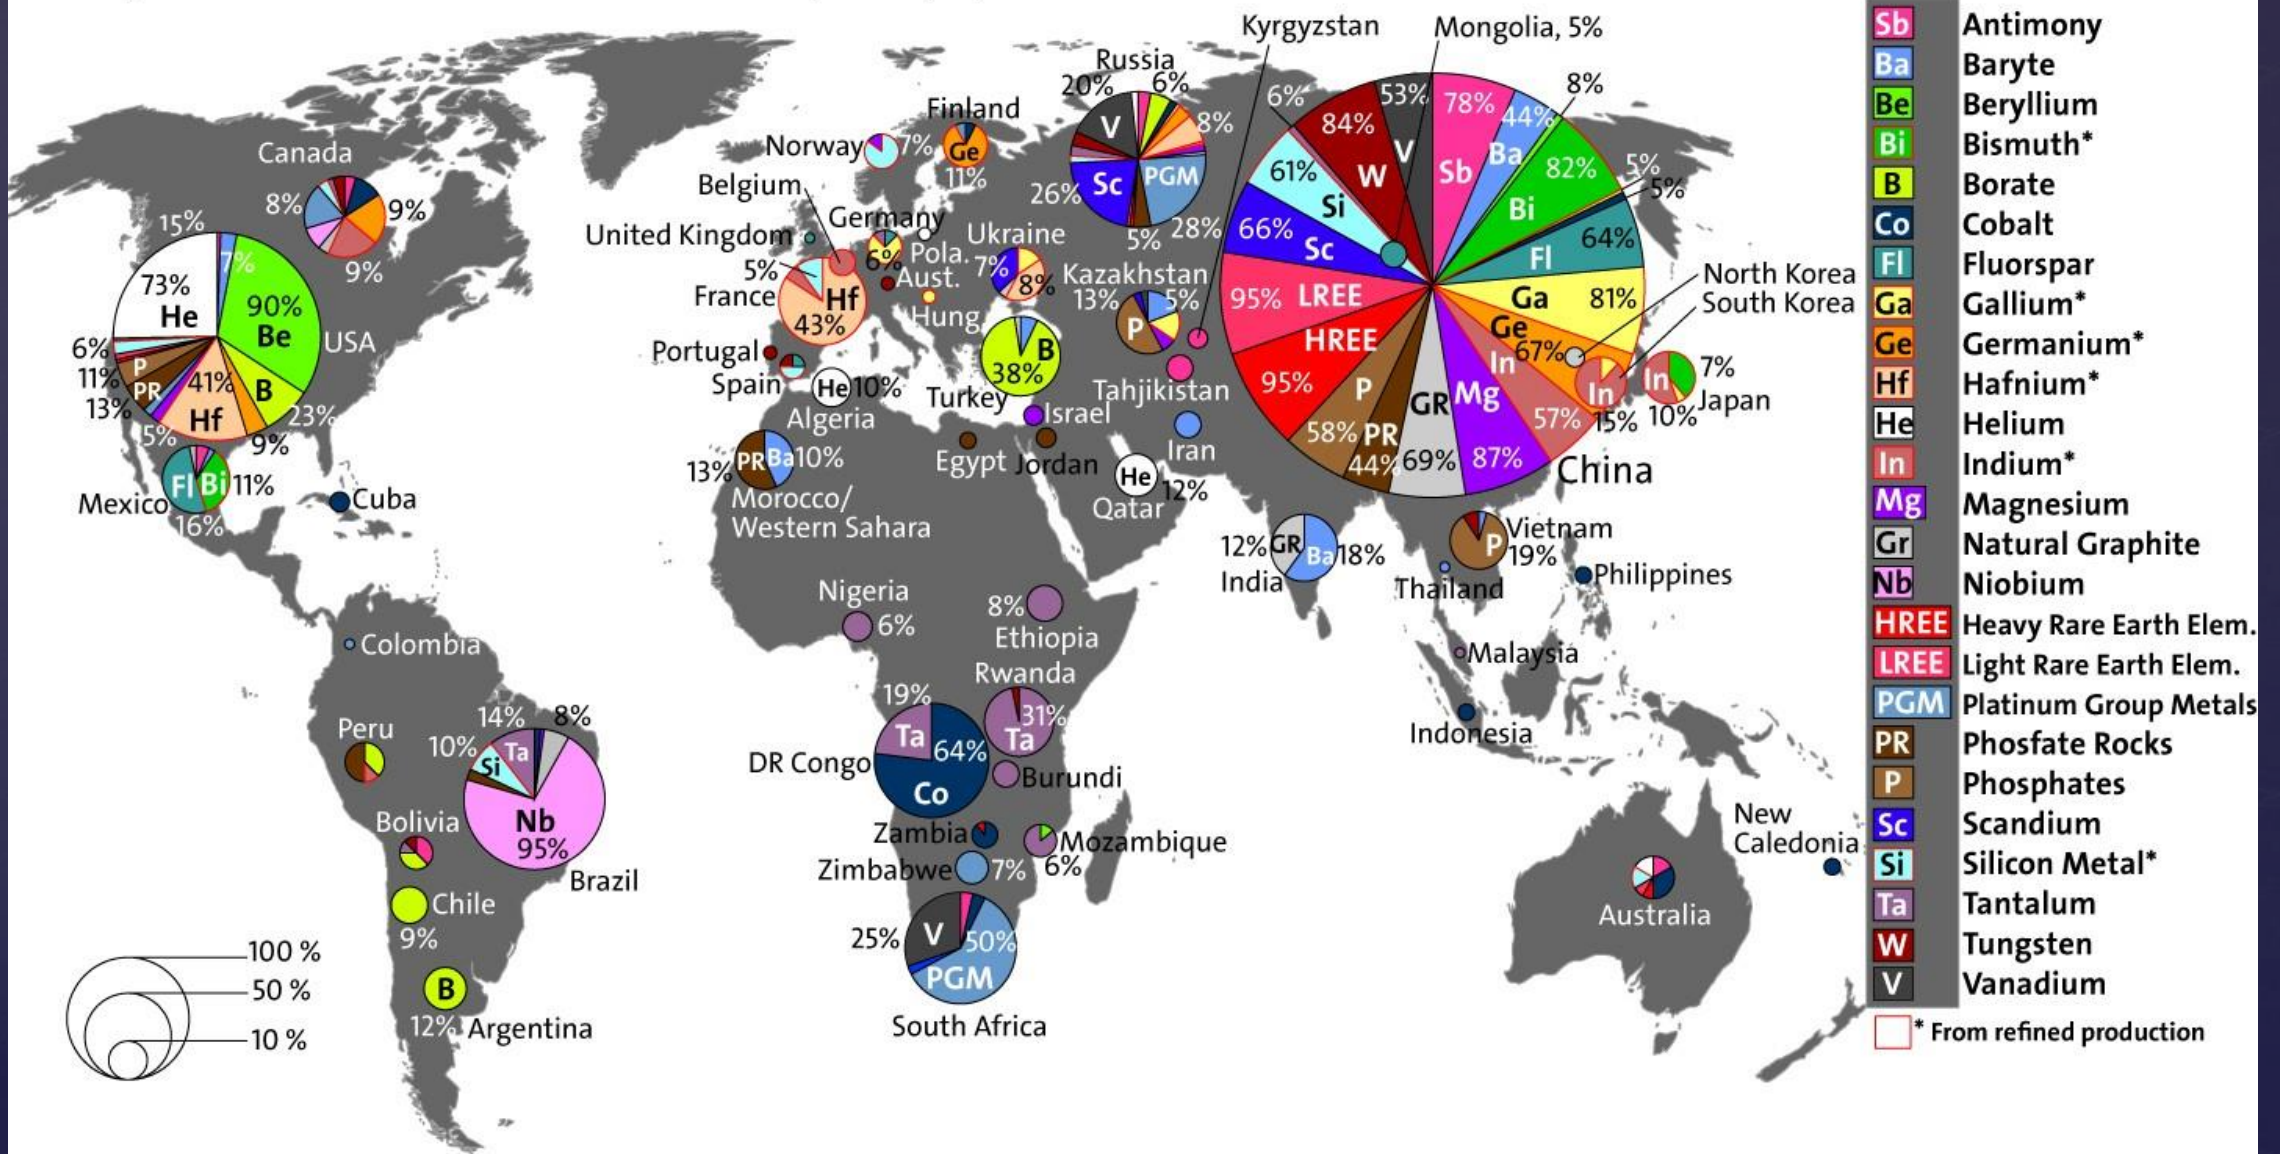 Kyrgyzstan
Mongolia, 5%
Russia
20%
6%
V
8%
Sc
PGM
26%
5%
28%
Finland
Ge
11%
Norway
7%
Belgium
Germany
United Kingdom
6%
Pola.
Aust.
Hung.
Ukraine
7%
8%
5%
France
Hf
43%
Kazakhstan
13%
5%
P
Portugal
Spain
He
10%
Algeria
B
38%
Turkey
Tahjikistan
Israel
Iran
Egypt
Jordan
PR
Ba
10%
13%
Morocco/
Western Sahara
He
12%
Qatar
Canada
8%
9%
9%
15%
7%
73%
He
90%
Be
USA
6%
P
11%
PR
13%
41%
Hf
B
23%
5%
9%
Fl
Bi
11%
Mexico
16%
Cuba
Colombia
Peru
14%
8%
10%
Ta
Si
Nb
95%
Brazil
Bolivia
Chile
9%
B
12%
Argentina
100 %
50 %
10 %
Nigeria
6%
8%
Ethiopia
Rwanda
31%
Ta
19%
Ta
64%
Co
DR Congo
Burundi
Zambia
Mozambique
6%
Zimbabwe
7%
25%
V
50%
PGM
South Africa
6%
53%
78%
44%
8%
84%
V
Sb
Ba
82%
5%
5%
W
61%
Si
Bi
66%
Sc
64%
Fl
95%
LREE
Ga
81%
HREE
95%
Ge
67%
In
57%
P
58%
PR
44%
GR
69%
Mg
87%
China
North Korea
South Korea
In
15%
In
7%
10%
Japan
12%
GR
Ba
18%
India
P
Vietnam
19%
Thailand
Philippines
Malaysia
Indonesia
New
Caledonia
Australia
Sb Antimony
Ba Baryte
Be Beryllium
Bi Bismuth*
B Borate
Co Cobalt
Fl Fluorspar
Ga Gallium*
Ge Germanium*
Hf Hafnium*
He Helium
In Indium*
Mg Magnesium
Gr Natural Graphite
Nb Niobium
HREE Heavy Rare Earth Elem.
LREE Light Rare Earth Elem.
PGM Platinum Group Metals
PR Phosfate Rocks
P Phosphates
Sc Scandium
Si Silicon Metal*
Ta Tantalum
W Tungsten
V Vanadium
* From refined production